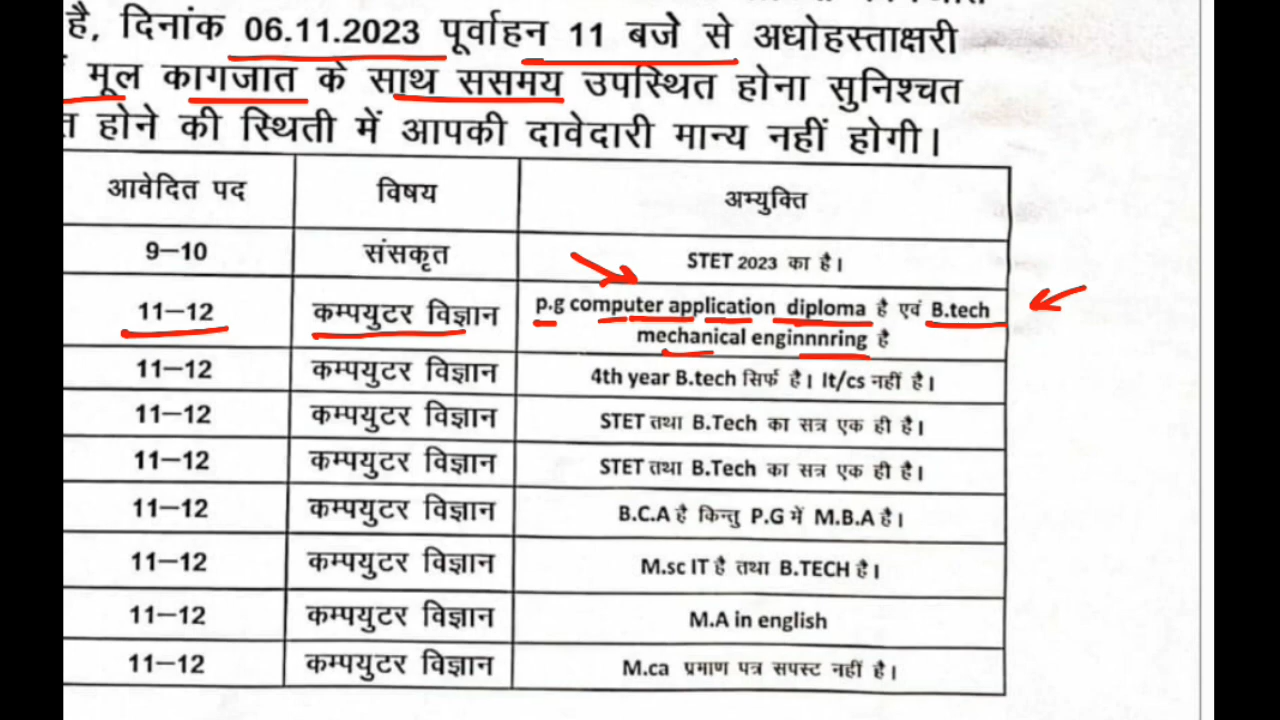 है, दिनांक 06.11.2023 पूर्वाहन 11 बजे से अधोहस्ताक्षरी
मूल कागजात के साथ ससमय उपस्थित होना सुनिश्चत
होने की स्थिती में आपकी दावेदारी मान्य नहीं होगी।
आवेदित पद विषय अभ्युक्ति
9–10 संसकृत STET 2023 का है।
11–12 कम्पयुटर विज्ञान p.g computer application diploma है एवं B.tech
mechanical enginnnring है
11–12 कम्पयुटर विज्ञान 4th year B.tech सिर्फ है। It/cs नहीं है।
11–12 कम्पयुटर विज्ञान STET तथा B.Tech का सत्र एक ही है।
11–12 कम्पयुटर विज्ञान STET तथा B.Tech का सत्र एक ही है।
11–12 कम्पयुटर विज्ञान B.C.A है किन्तु P.G में M.B.A है।
11–12 कम्पयुटर विज्ञान M.sc IT है तथा B.TECH है।
11–12 कम्पयुटर विज्ञान M.A in english
11–12 कम्पयुटर विज्ञान M.ca प्रमाण पत्र सपस्ट नहीं है।